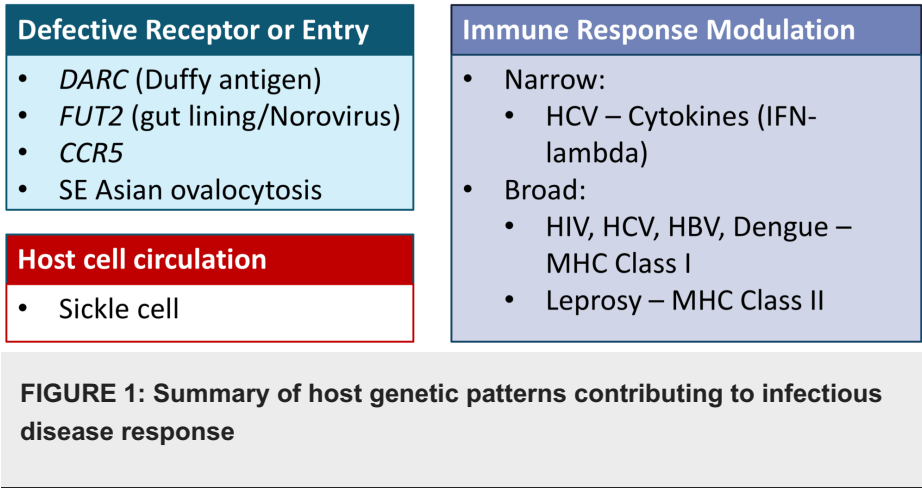 Defective Receptor or Entry
• DARC (Duffy antigen)
• FUT2 (gut lining/Norovirus)
• CCR5
• SE Asian ovalocytosis
Host cell circulation
• Sickle cell
Immune Response Modulation
• Narrow:
• HCV – Cytokines (IFN-
lambda)
• Broad:
• HIV, HCV, HBV, Dengue –
MHC Class I
• Leprosy – MHC Class II
FIGURE 1: Summary of host genetic patterns contributing to infectious
disease response